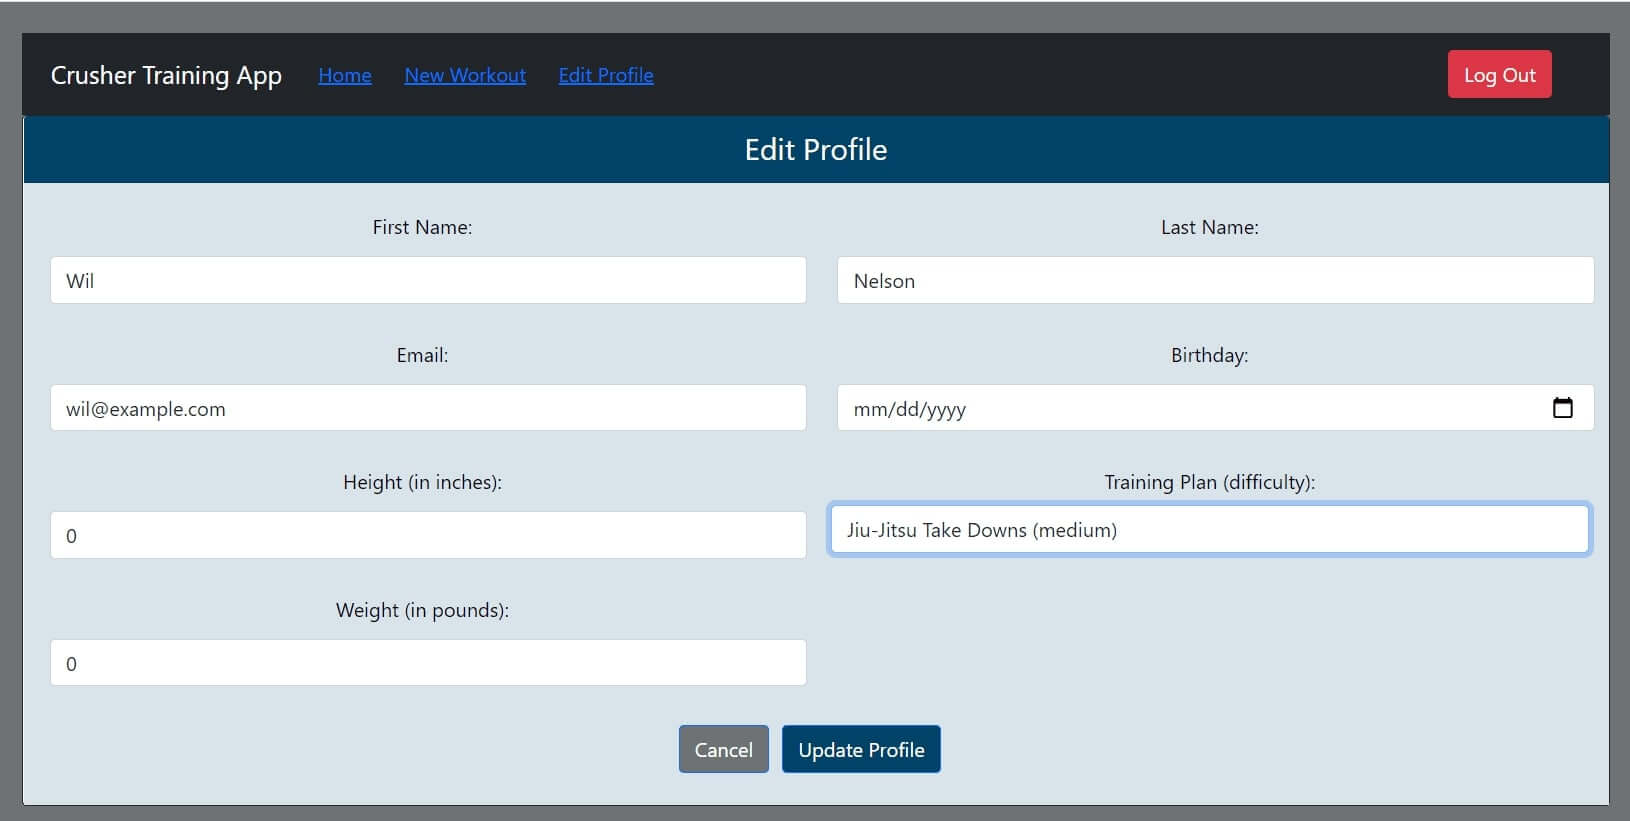 Crusher Training App Home New Workout Edit Profile Log Out
Edit Profile
First Name: Last Name:
Wil Nelson
Email: Birthday:
wil@example.com mm/dd/yyyy
Height (in inches): Training Plan (difficulty):
0 Jiu-Jitsu Take Downs (medium)
Weight (in pounds):
0
Cancel Update Profile